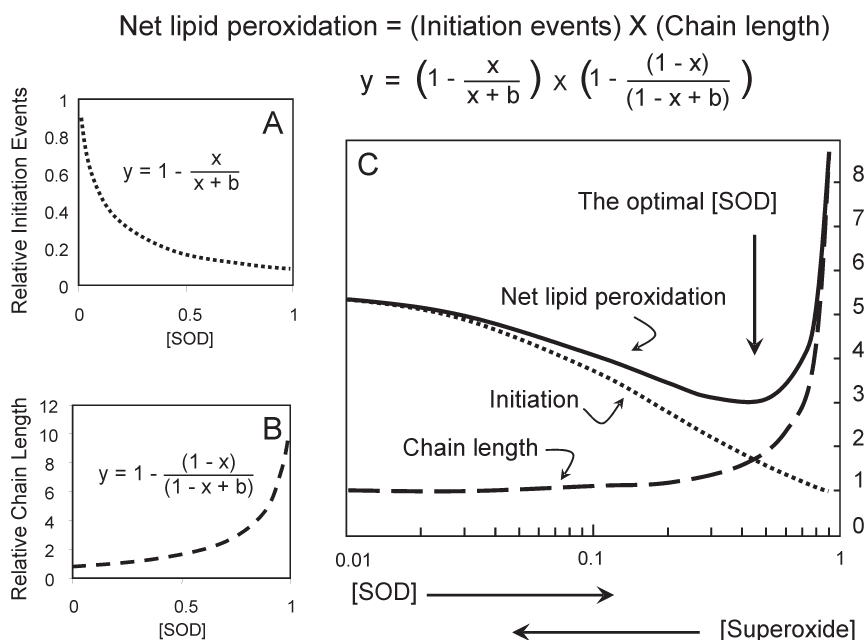 Net lipid peroxidation = (Initiation events) X (Chain length)
y = (1 - x / (x + b)) x (1 - (1 - x) / (1 - x + b))
A
Relative Initiation Events
1
0.8
0.6
0.4
0.2
0
y = 1 - x / (x + b)
0 0.5 1
[SOD]
B
Relative Chain Length
12
10
8
6
4
2
0
y = 1 - (1 - x) / (1 - x + b)
0 0.5 1
[SOD]
C
The optimal [SOD]
Net lipid peroxidation
Initiation
Chain length
8
7
6
5
4
3
2
1
0
0.01 0.1 1
[SOD]
[Superoxide]